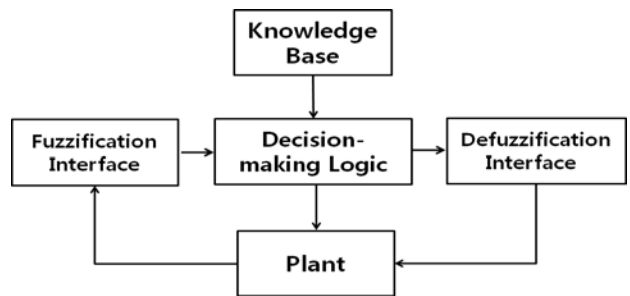 Knowledge
Base
Fuzzification
Interface
Decision-
making Logic
Defuzzification
Interface
Plant